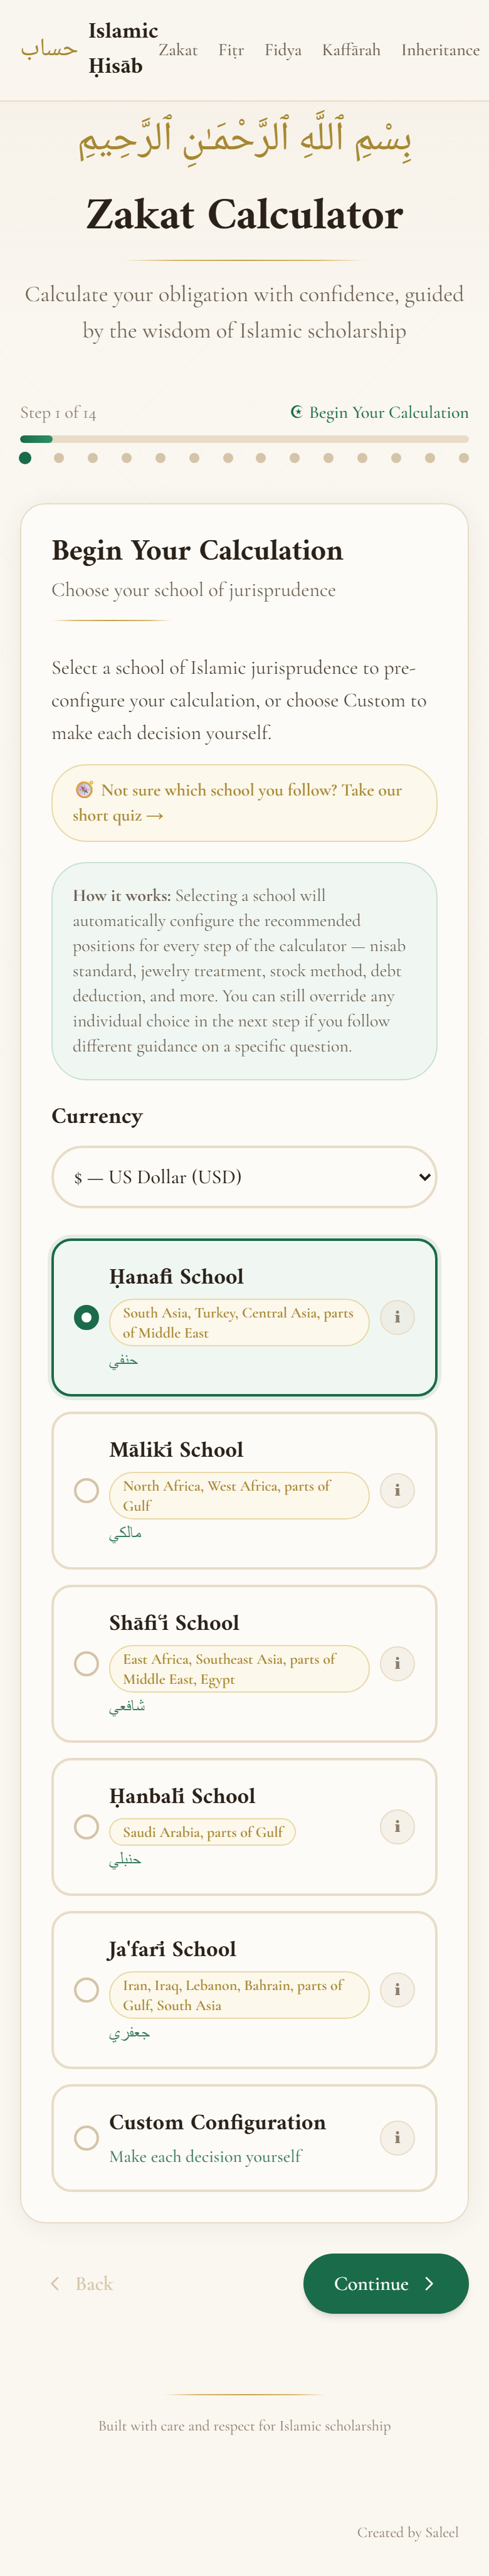 حساب
Islamic
Ḥisāb
Zakat Fiṭr Fidya Kaffārah Inheritance
بِسْمِ ٱللَّهِ ٱلرَّحْمَـٰنِ ٱلرَّحِيمِ
Zakat Calculator
Calculate your obligation with confidence, guided
by the wisdom of Islamic scholarship
Step 1 of 14
☪ Begin Your Calculation
Begin Your Calculation
Choose your school of jurisprudence
Select a school of Islamic jurisprudence to pre-
configure your calculation, or choose Custom to
make each decision yourself.
🧭 Not sure which school you follow? Take our
short quiz →
How it works: Selecting a school will
automatically configure the recommended
positions for every step of the calculator — nisab
standard, jewelry treatment, stock method, debt
deduction, and more. You can still override any
individual choice in the next step if you follow
different guidance on a specific question.
Currency
$ — US Dollar (USD)
Ḥanafī School
South Asia, Turkey, Central Asia, parts
of Middle East
i
حنفي
Mālikī School
North Africa, West Africa, parts of
Gulf
i
مالكي
Shāfiʿī School
East Africa, Southeast Asia, parts of
Middle East, Egypt
i
شافعي
Ḥanbalī School
Saudi Arabia, parts of Gulf
i
حنبلي
Ja'farī School
Iran, Iraq, Lebanon, Bahrain, parts of
Gulf, South Asia
i
جعفري
Custom Configuration
i
Make each decision yourself
Back
Continue
Built with care and respect for Islamic scholarship
Created by Saleel